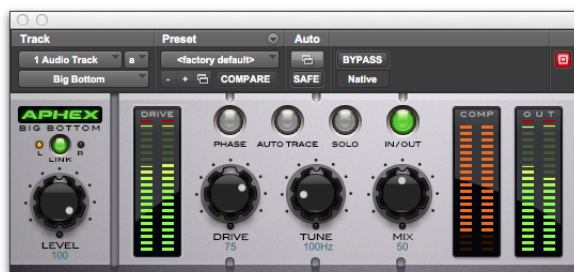 Track Preset Auto
1 Audio Track a <factory default> BYPASS
Big Bottom - + COMPARE SAFE Native
APHEX DRIVE COMP OUT
BIG BOTTOM
L R
LINK
PHASE AUTO TRACE SOLO IN/OUT
LEVEL DRIVE TUNE MIX
100 75 100Hz 50